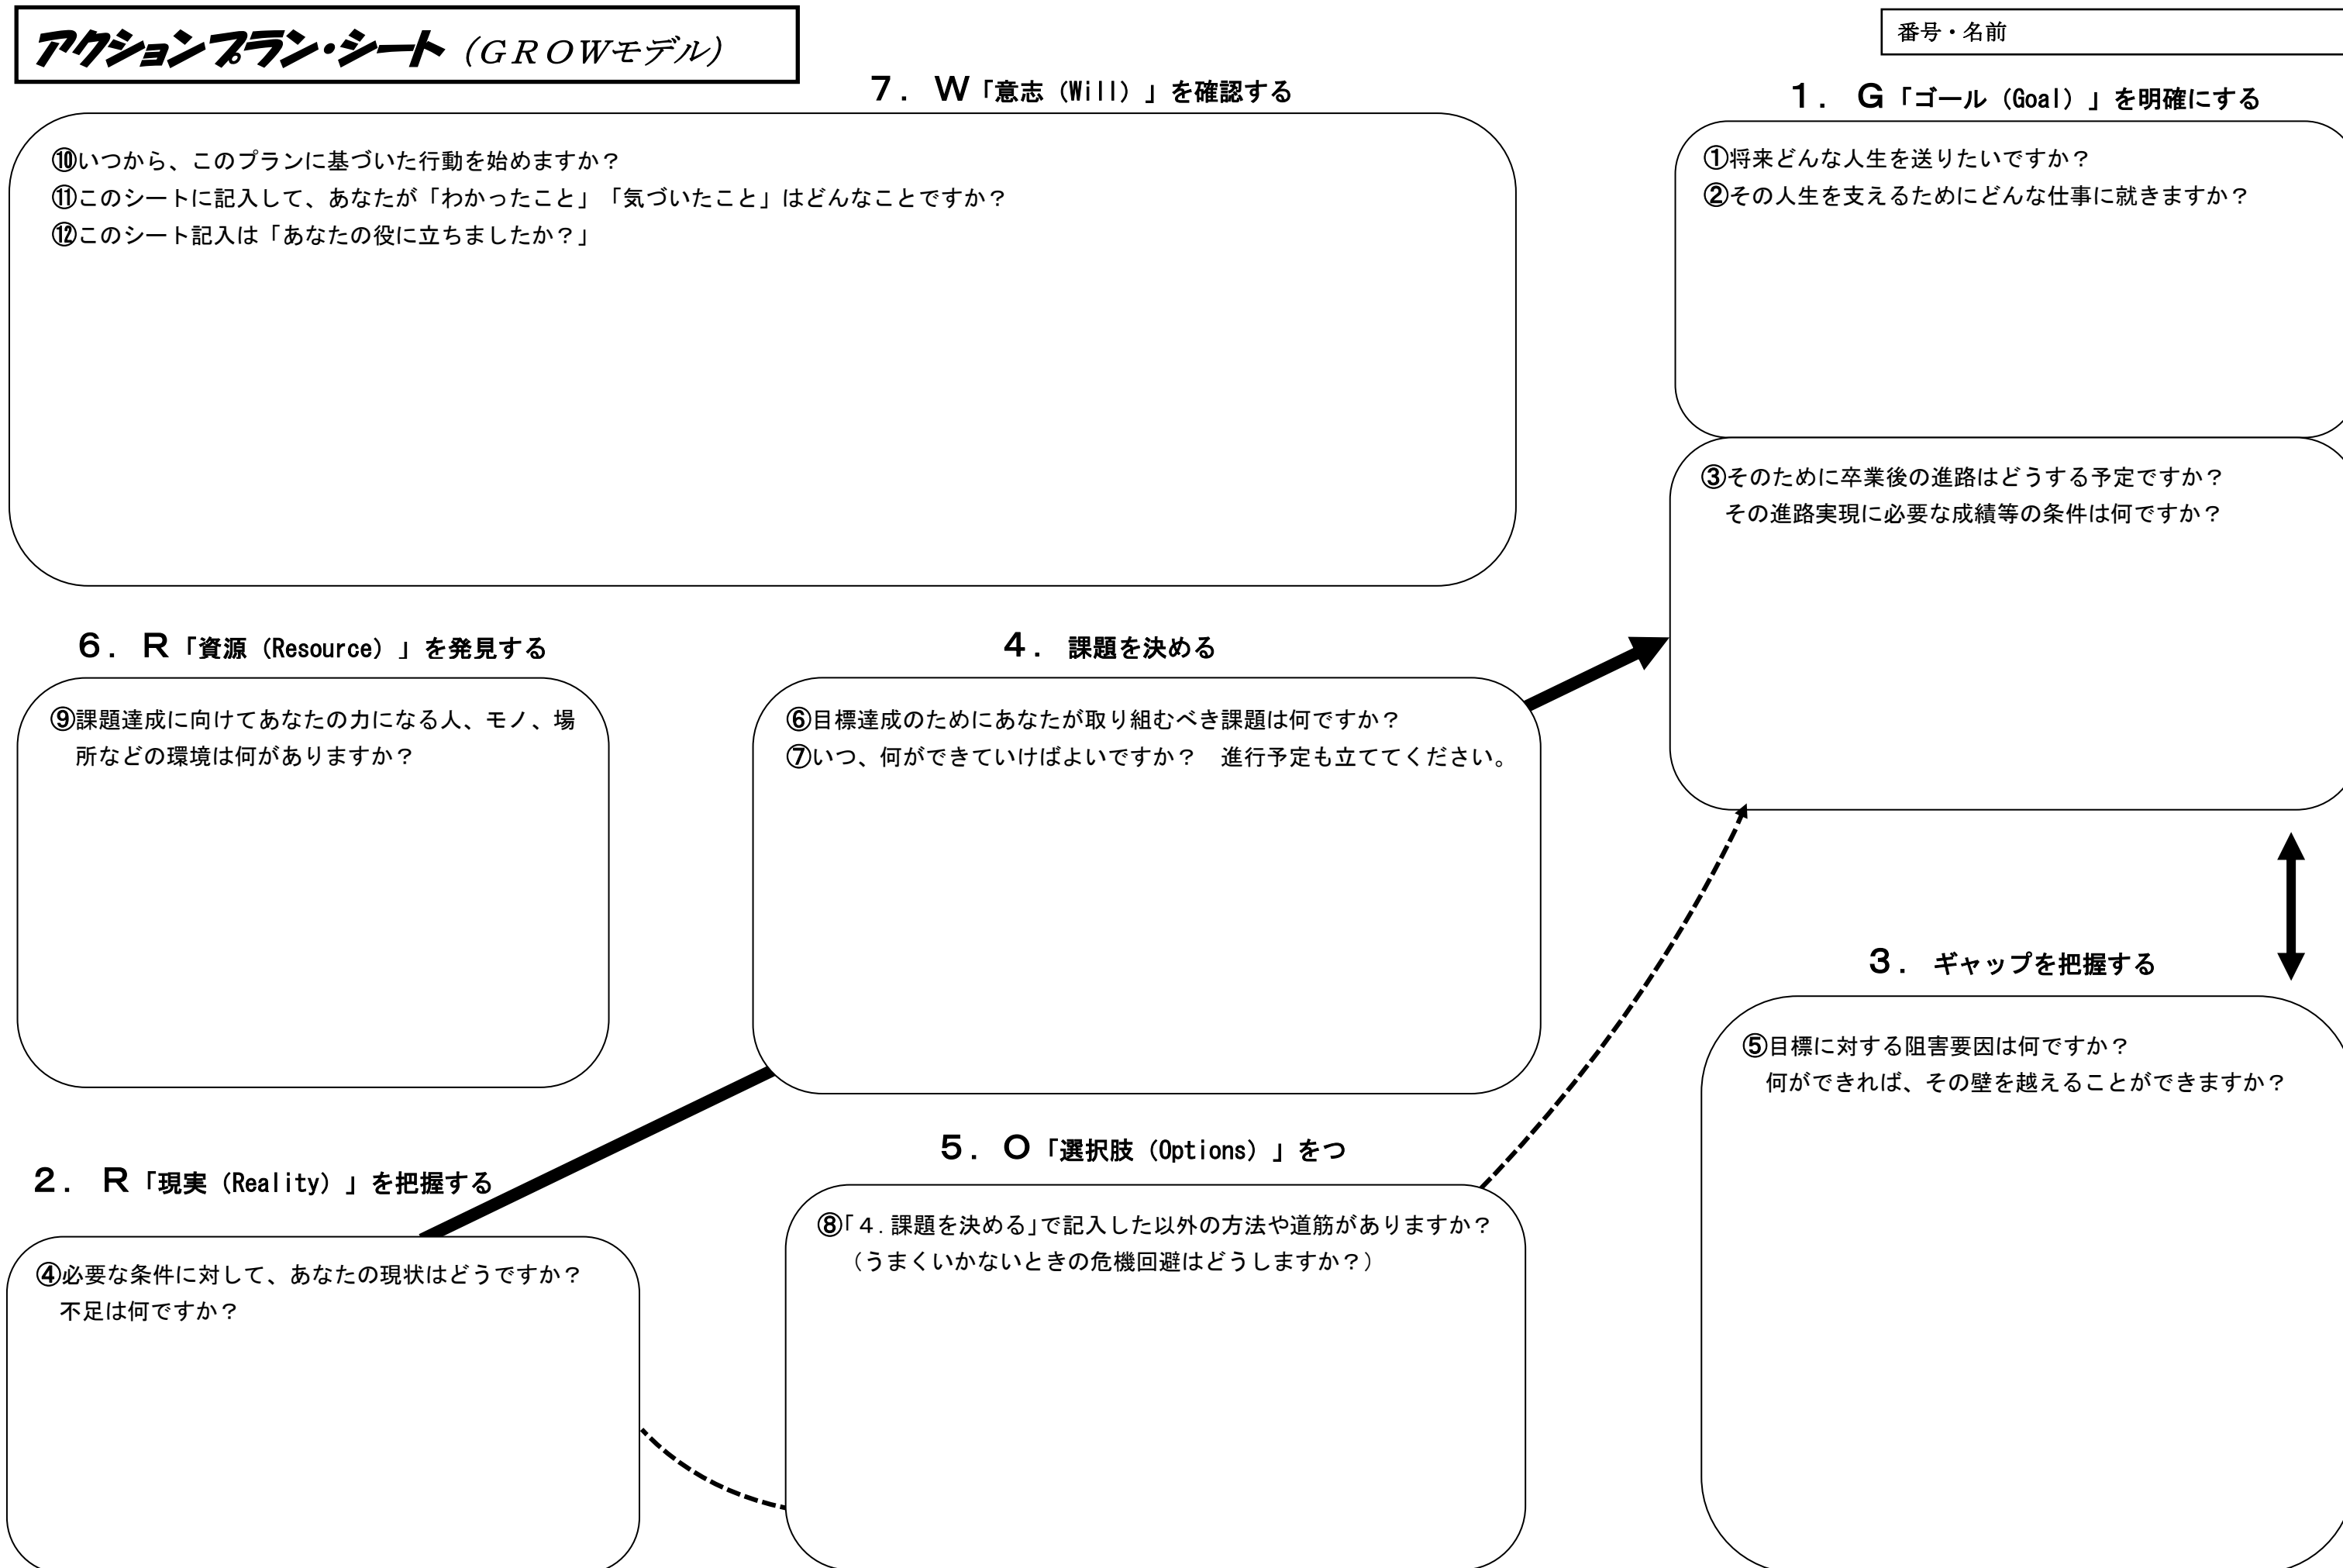 アクションプラン・シート（ＧＲＯＷモデル）
番号・名前
７． Ｗ「意志（Will）」を確認する
⑩いつから、このプランに基づいた行動を始めますか？
⑪このシートに記入して、あなたが「わかったこと」「気づいたこと」はどんなことですか？
⑫このシート記入は「あなたの役に立ちましたか？」
１． Ｇ「ゴール（Goal）」を明確にする
①将来どんな人生を送りたいですか？
②その人生を支えるためにどんな仕事に就きますか？
③そのために卒業後の進路はどうする予定ですか？
その進路実現に必要な成績等の条件は何ですか？
６． Ｒ「資源（Resource）」を発見する
⑨課題達成に向けてあなたの力になる人、モノ、場
所などの環境は何がありますか？
４． 課題を決める
⑥目標達成のためにあなたが取り組むべき課題は何ですか？
⑦いつ、何ができていけばよいですか？　進行予定も立ててください。
３． ギャップを把握する
⑤目標に対する阻害要因は何ですか？
何ができれば、その壁を越えることができますか？
２． Ｒ「現実（Reality）」を把握する
④必要な条件に対して、あなたの現状はどうですか？
不足は何ですか？
５． Ｏ「選択肢（Options）」をつ
⑧「４．課題を決める」で記入した以外の方法や道筋がありますか？
（うまくいかないときの危機回避はどうしますか？）